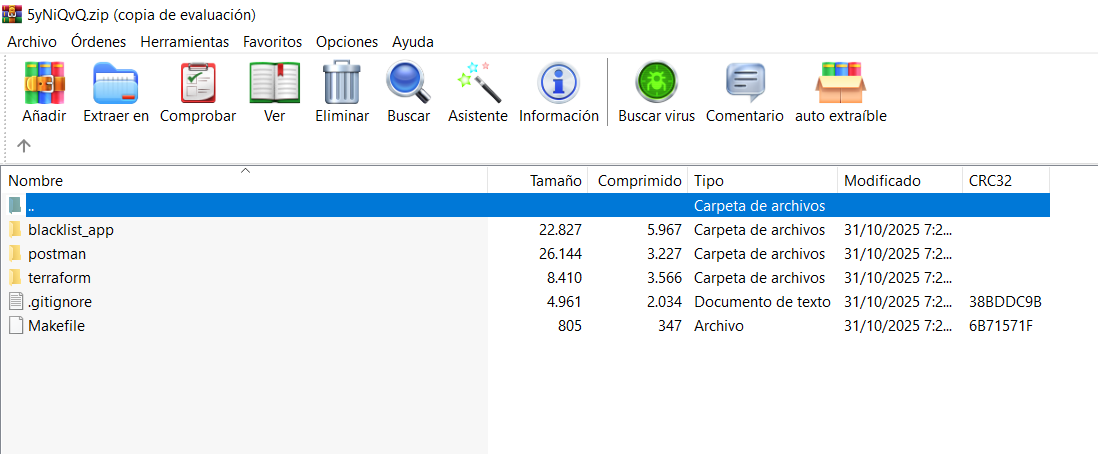 5yNiQvQ.zip (copia de evaluación)
Archivo Órdenes Herramientas Favoritos Opciones Ayuda
Añadir Extraer en Comprobar Ver Eliminar Buscar Asistente Información Buscar virus Comentario auto extraíble
Nombre Tamaño Comprimido Tipo Modificado CRC32
.. Carpeta de archivos
blacklist_app 22.827 5.967 Carpeta de archivos 31/10/2025 7:2...
postman 26.144 3.227 Carpeta de archivos 31/10/2025 7:2...
terraform 8.410 3.566 Carpeta de archivos 31/10/2025 7:2...
.gitignore 4.961 2.034 Documento de texto 31/10/2025 7:2... 38BDDC9B
Makefile 805 347 Archivo 31/10/2025 7:2... 6B71571F